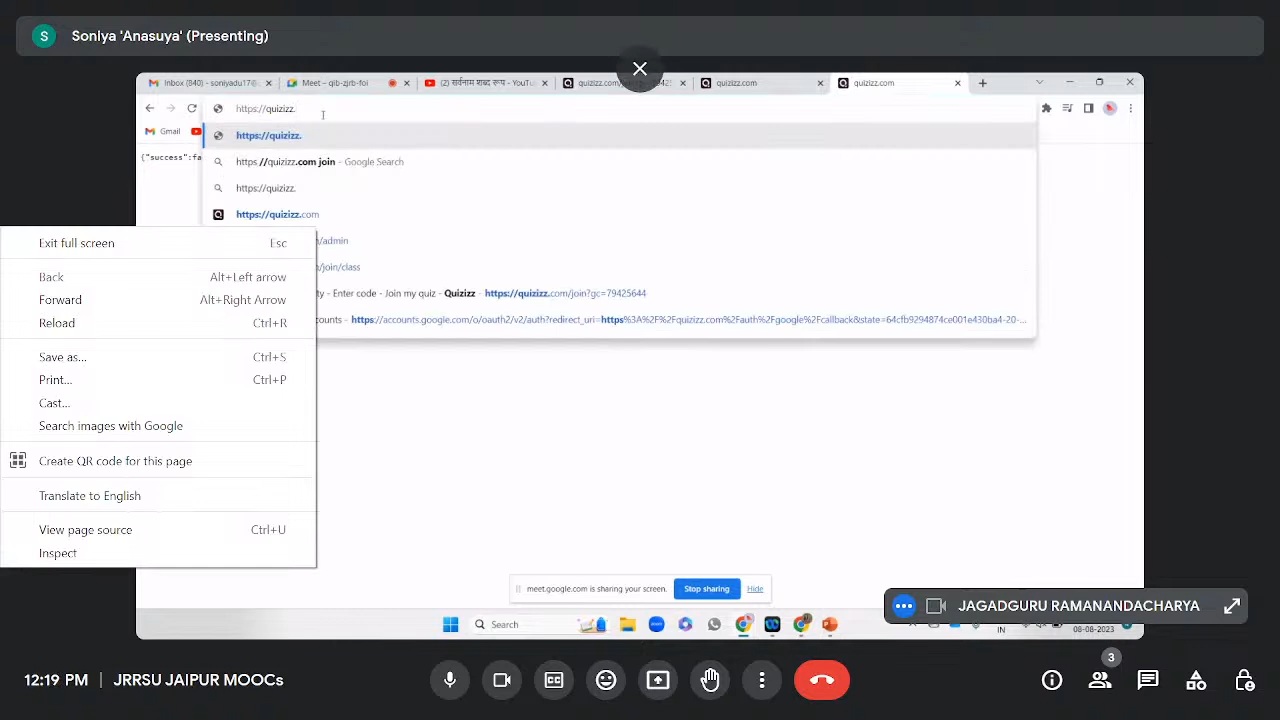 S Soniya 'Anasuya' (Presenting)
Inbox (840) - soniyadu17@ Meet – qib-zjrb-foi (2) सर्वनाम शब्द रूप - YouTu quizizz.com quizizz.com
https://quizizz.
Gmail
{"success":fa
https://quizizz.
https://quizizz.com join - Google Search
https://quizizz.
https://quizizz.com
/admin
/join/class
ty - Enter code - Join my quiz - Quizizz - https://quizizz.com/join?gc=79425644
counts - https://accounts.google.com/o/oauth2/v2/auth?redirect_uri=https%3A%2F%2Fquizizz.com%2Fauth%2Fgoogle%2Fcallback&state=64cfb9294874ce001e430ba4-20-...
Exit full screen Esc
Back Alt+Left arrow
Forward Alt+Right Arrow
Reload Ctrl+R
Save as... Ctrl+S
Print... Ctrl+P
Cast...
Search images with Google
Create QR code for this page
Translate to English
View page source Ctrl+U
Inspect
meet.google.com is sharing your screen. Stop sharing Hide
JAGADGURU RAMANANDACHARYA
Search
IN 08-08-2023
3
12:19 PM | JRRSU JAIPUR MOOCs